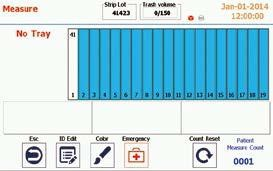 Measure
Strip Lot
4L423
Trash volume
0/150
Jan-01-2014
12:00:00
No Tray
41
1 2 3 4 5 6 7 8 9 10 11 12 13 14 15 16 17 18 19
Esc
ID Edit
Color
Emergency
Count Reset
Patient
Measure Count
0001